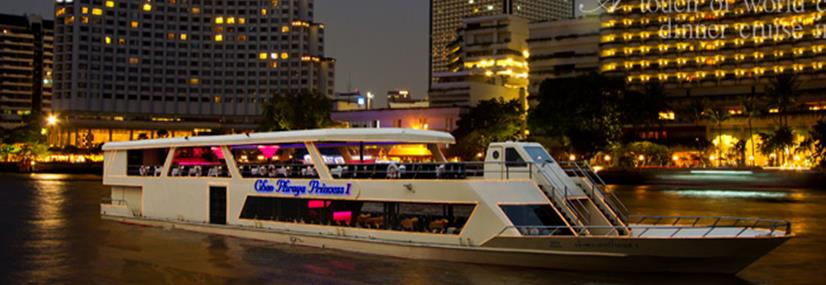 A touch of world c
dinner cruise i
Chao Phraya Princess I